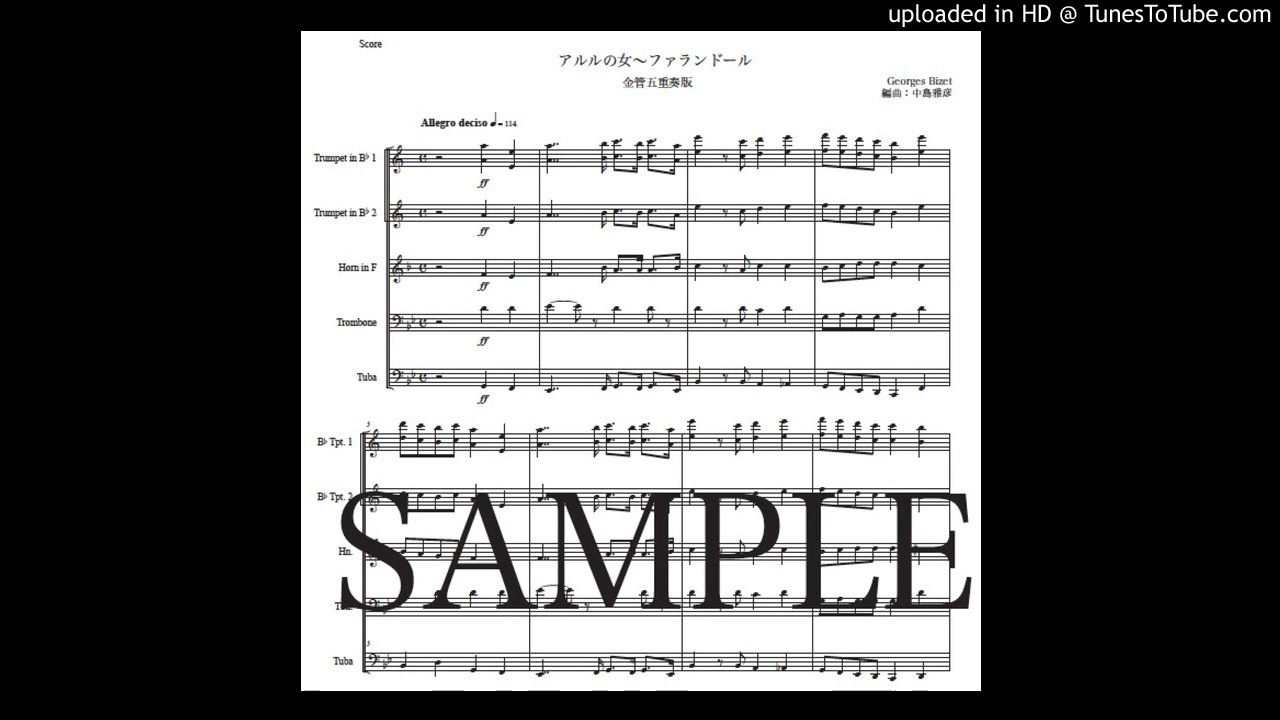 uploaded in HD @ TunesToTube.com
Score
アルルの女～ファランドール
金管五重奏版
Georges Bizet
編曲：中島雅彦
Allegro deciso ♩= 114
Trumpet in B♭ 1
ff
Trumpet in B♭ 2
ff
Horn in F
ff
Trombone
ff
Tuba
ff
5
B♭ Tpt. 1
B♭ Tpt. 2
Hn.
5
Tuba
SAMPLE